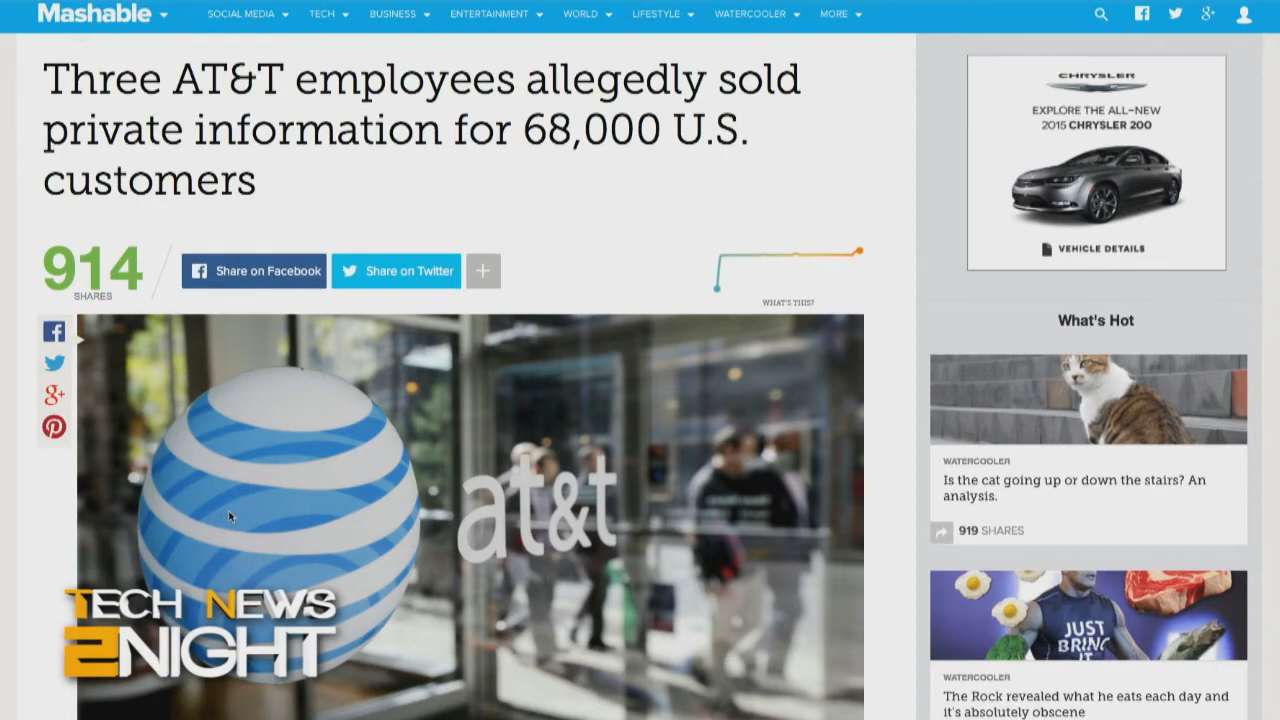 Mashable
SOCIAL MEDIA TECH BUSINESS ENTERTAINMENT WORLD LIFESTYLE WATERCOOLER MORE
Three AT&T employees allegedly sold
private information for 68,000 U.S.
customers
914
SHARES
Share on Facebook
Share on Twitter
WHAT'S THIS?
at&t
TECH NEWS
2NIGHT
CHRYSLER
EXPLORE THE ALL-NEW
2015 CHRYSLER 200
VEHICLE DETAILS
What's Hot
WATERCOOLER
Is the cat going up or down the stairs? An
analysis.
919 SHARES
JUST
BRING
IT
WATERCOOLER
The Rock revealed what he eats each day and
it's absolutely obscene